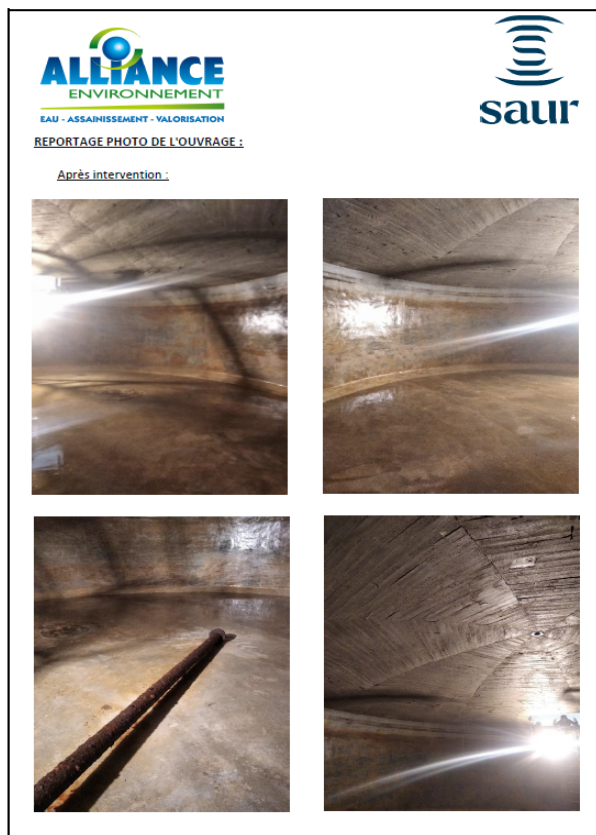 ALLIANCE
ENVIRONNEMENT
EAU - ASSAINISSEMENT - VALORISATION
saur
REPORTAGE PHOTO DE L'OUVRAGE :
Après intervention :